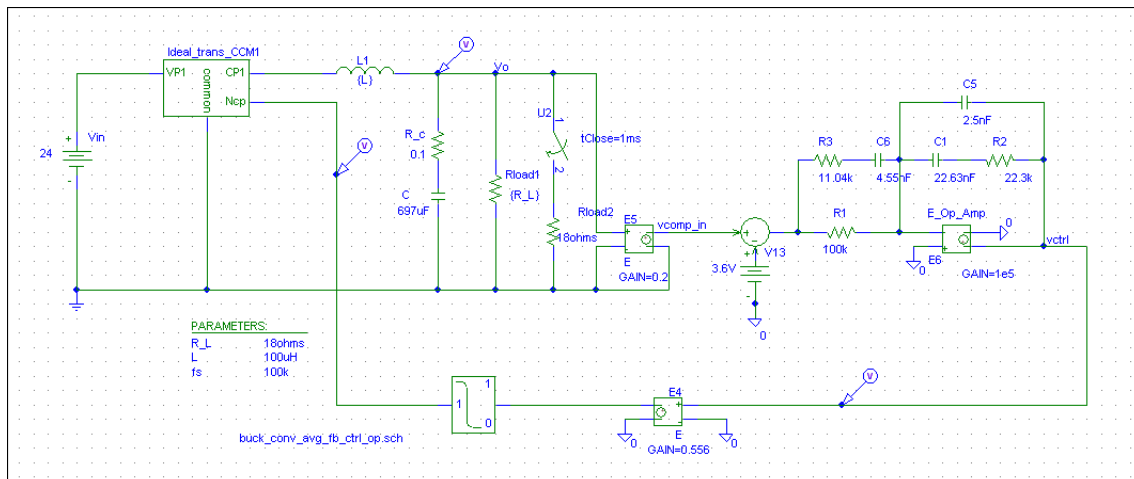 Ideal_trans_CCM1
VP1
common
CP1
Ncp
L1
{L}
V
Vo
U2
1
tClose=1ms
2
C5
2.5nF
R3
11.04k
C6
4.55nF
C1
22.63nF
R2
22.3k
24
+
Vin
-
R_c
0.1
C
697uF
V
Rload1
{R_L}
Rload2
18ohms
E5
+
-
E
GAIN=0.2
vcomp_in
+
-
+
V13
3.6V
-
0
R1
100k
E_Op_Amp
-
+
E6
0
0
vctrl
GAIN=1e5
PARAMETERS:
R_L 18ohms
L 100uH
fs 100k
1
1
0
buck_conv_avg_fb_ctrl_op.sch
E4
+
-
E
0
0
GAIN=0.556
V